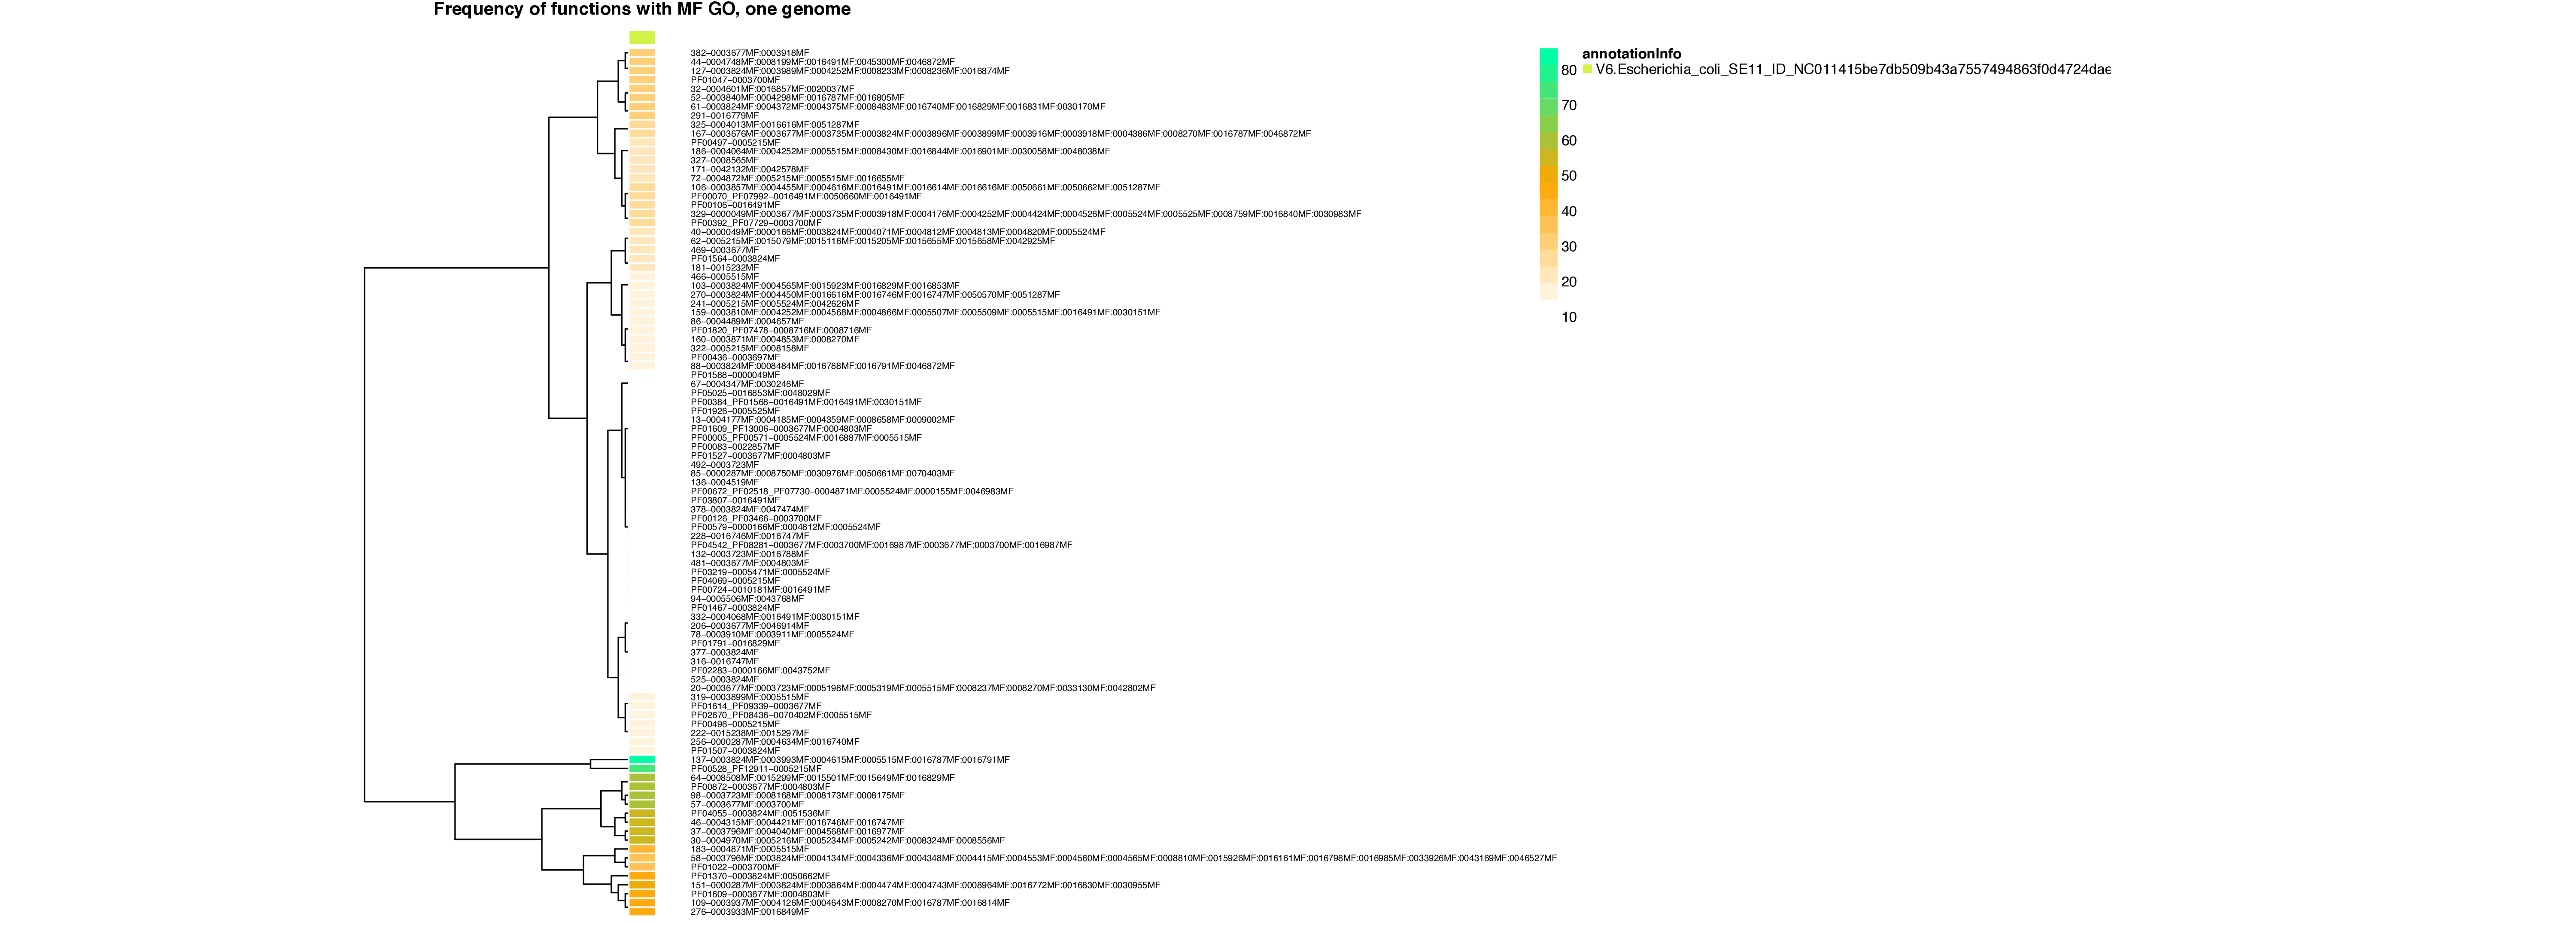 Frequency of functions with MF GO, one genome
382−0003677MF:0003918MF
44−0004748MF:0008199MF:0016491MF:0045300MF:0046872MF
127−0003824MF:0003989MF:0004252MF:0008233MF:0008236MF:0016874MF
PF01047−0003700MF
32−0004601MF:0016857MF:0020037MF
52−0003840MF:0004298MF:0016787MF:0016805MF
61−0003824MF:0004372MF:0004375MF:0008483MF:0016740MF:0016829MF:0016831MF:0030170MF
291−0016779MF
325−0004013MF:0016616MF:0051287MF
167−0003676MF:0003677MF:0003735MF:0003824MF:0003896MF:0003899MF:0003916MF:0003918MF:0004386MF:0008270MF:0016787MF:0046872MF
PF00497−0005215MF
186−0004064MF:0004252MF:0005515MF:0008430MF:0016844MF:0016901MF:0030058MF:0048038MF
327−0008565MF
171−0042132MF:0042578MF
72−0004872MF:0005215MF:0005515MF:0016655MF
106−0003857MF:0004455MF:0004616MF:0016491MF:0016614MF:0016616MF:0050661MF:0050662MF:0051287MF
PF00070_PF07992−0016491MF:0050660MF:0016491MF
PF00106−0016491MF
329−0000049MF:0003677MF:0003735MF:0003918MF:0004176MF:0004252MF:0004424MF:0004526MF:0005524MF:0005525MF:0008759MF:0016840MF:0030983MF
PF00392_PF07729−0003700MF
40−0000049MF:0000166MF:0003824MF:0004071MF:0004812MF:0004813MF:0004820MF:0005524MF
62−0005215MF:0015079MF:0015116MF:0015205MF:0015655MF:0015658MF:0042925MF
469−0003677MF
PF01564−0003824MF
181−0015232MF
466−0005515MF
103−0003824MF:0004565MF:0015923MF:0016829MF:0016853MF
270−0003824MF:0004450MF:0016616MF:0016746MF:0016747MF:0050570MF:0051287MF
241−0005215MF:0005524MF:0042626MF
159−0003810MF:0004252MF:0004568MF:0004866MF:0005507MF:0005509MF:0005515MF:0016491MF:0030151MF
86−0004489MF:0004657MF
PF01820_PF07478−0008716MF:0008716MF
160−0003871MF:0004853MF:0008270MF
322−0005215MF:0008158MF
PF00436−0003697MF
88−0003824MF:0008484MF:0016788MF:0016791MF:0046872MF
PF01588−0000049MF
67−0004347MF:0030246MF
PF05025−0016853MF:0048029MF
PF00384_PF01568−0016491MF:0016491MF:0030151MF
PF01926−0005525MF
13−0004177MF:0004185MF:0004359MF:0008658MF:0009002MF
PF01609_PF13006−0003677MF:0004803MF
PF00005_PF00571−0005524MF:0016887MF:0005515MF
PF00083−0022857MF
PF01527−0003677MF:0004803MF
492−0003723MF
85−0000287MF:0008750MF:0030976MF:0050661MF:0070403MF
136−0004519MF
PF00672_PF02518_PF07730−0004871MF:0005524MF:0000155MF:0046983MF
PF03807−0016491MF
378−0003824MF:0047474MF
PF00126_PF03466−0003700MF
PF00579−0000166MF:0004812MF:0005524MF
228−0016746MF:0016747MF
PF04542_PF08281−0003677MF:0003700MF:0016987MF:0003677MF:0003700MF:0016987MF
132−0003723MF:0016788MF
481−0003677MF:0004803MF
PF03219−0005471MF:0005524MF
PF04069−0005215MF
PF00724−0010181MF:0016491MF
94−0005506MF:0043768MF
PF01467−0003824MF
332−0004068MF:0016491MF:0030151MF
206−0003677MF:0046914MF
78−0003910MF:0003911MF:0005524MF
PF01791−0016829MF
377−0003824MF
316−0016747MF
PF02283−0000166MF:0043752MF
525−0003824MF
20−0003677MF:0003723MF:0005198MF:0005319MF:0005515MF:0008237MF:0008270MF:0033130MF:0042802MF
319−0003899MF:0005515MF
PF01614_PF09339−0003677MF
PF02670_PF08436−0070402MF:0005515MF
PF00496−0005215MF
222−0015238MF:0015297MF
256−0000287MF:0004634MF:0016740MF
PF01507−0003824MF
137−0003824MF:0003993MF:0004615MF:0005515MF:0016787MF:0016791MF
PF00528_PF12911−0005215MF
64−0008508MF:0015299MF:0015501MF:0015649MF:0016829MF
PF00872−0003677MF:0004803MF
98−0003723MF:0008168MF:0008173MF:0008175MF
57−0003677MF:0003700MF
PF04055−0003824MF:0051536MF
46−0004315MF:0004421MF:0016746MF:0016747MF
37−0003796MF:0004040MF:0004568MF:0016977MF
30−0004970MF:0005216MF:0005234MF:0005242MF:0008324MF:0008556MF
183−0004871MF:0005515MF
58−0003796MF:0003824MF:0004134MF:0004336MF:0004348MF:0004415MF:0004553MF:0004560MF:0004565MF:0008810MF:0015926MF:0016161MF:0016798MF:0016985MF:0033926MF:0043169MF:0046527MF
PF01022−0003700MF
PF01370−0003824MF:0050662MF
151−0000287MF:0003824MF:0003864MF:0004474MF:0004743MF:0008964MF:0016772MF:0016830MF:0030955MF
PF01609−0003677MF:0004803MF
109−0003937MF:0004126MF:0004643MF:0008270MF:0016787MF:0016814MF
276−0003933MF:0016849MF
80
70
60
50
40
30
20
10
annotationInfo
V6.Escherichia_coli_SE11_ID_NC011415be7db509b43a7557494863f0d4724dae